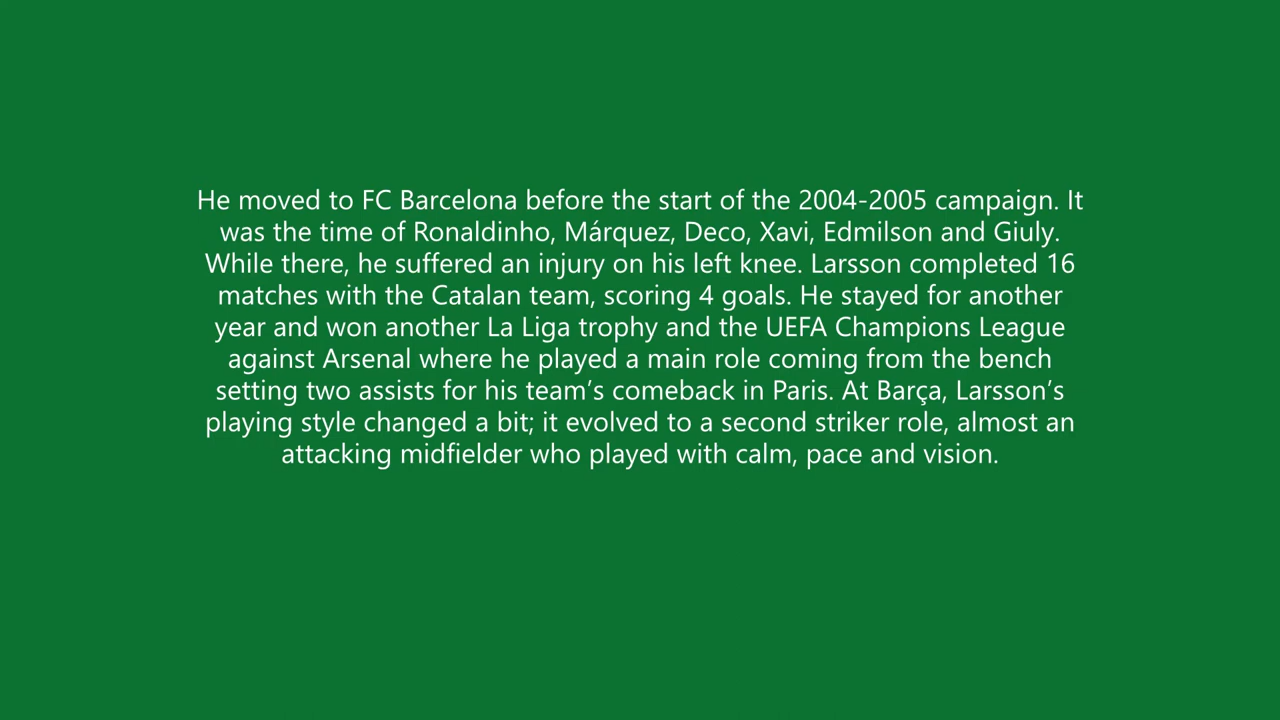 He moved to FC Barcelona before the start of the 2004-2005 campaign. It
was the time of Ronaldinho, Márquez, Deco, Xavi, Edmilson and Giuly.
While there, he suffered an injury on his left knee. Larsson completed 16
matches with the Catalan team, scoring 4 goals. He stayed for another
year and won another La Liga trophy and the UEFA Champions League
against Arsenal where he played a main role coming from the bench
setting two assists for his team’s comeback in Paris. At Barça, Larsson’s
playing style changed a bit; it evolved to a second striker role, almost an
attacking midfielder who played with calm, pace and vision.